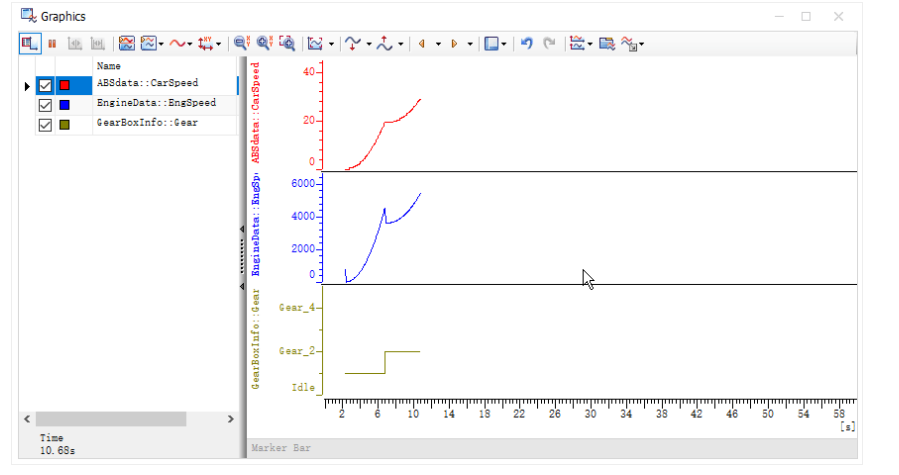 Graphics
Name
ABSdata::CarSpeed
EngineData::EngSpeed
GearBoxInfo::Gear
ABSdata::CarSpeed
40
20
0
EngineData::EngSp
6000
4000
2000
0
GearBoxInfo::Gear
Gear_4
Gear_2
Idle
2 6 10 14 18 22 26 30 34 38 42 46 50 54 58
[s]
Time
10.68s
Marker Bar